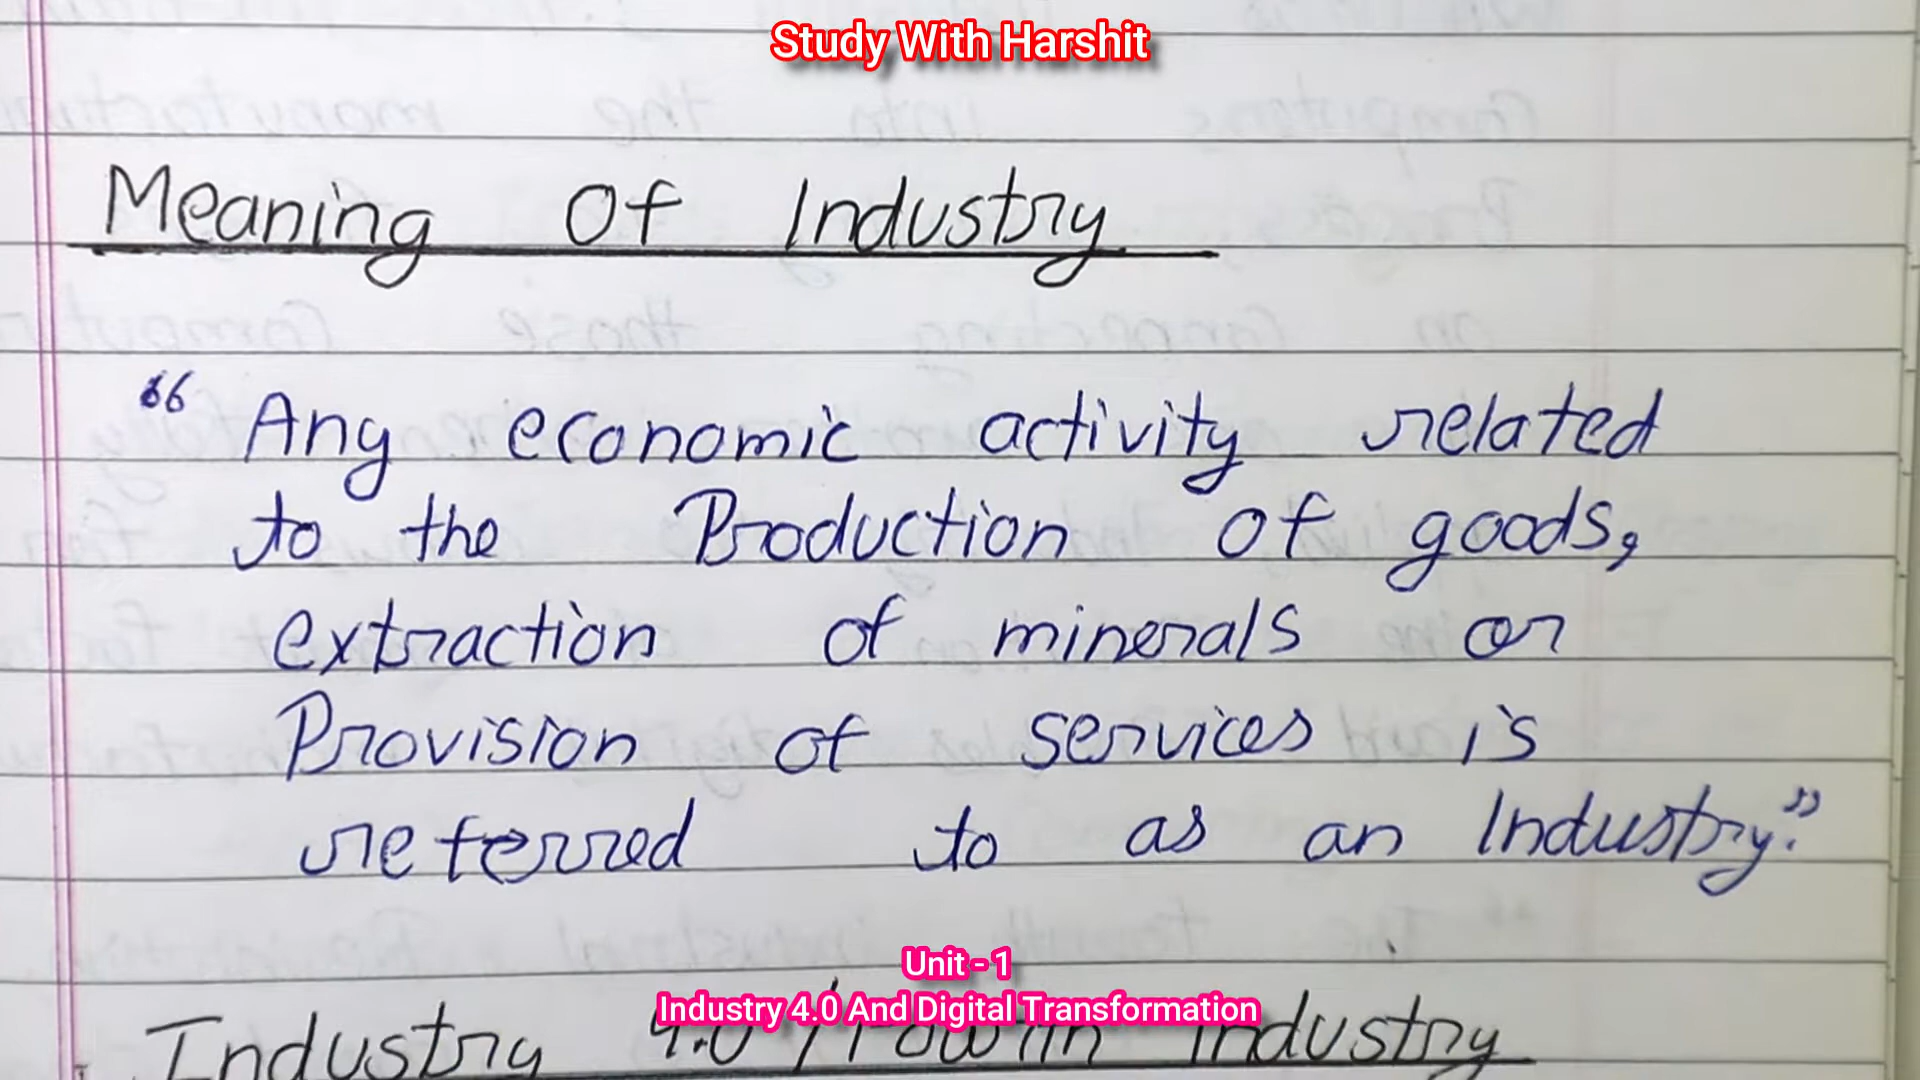 Study With Harshit
Meaning Of Industry
“Any economic activity related
to the Production of goods,
extraction of minerals or
Provision of services is
referred to as an Industry.”
Unit - 1
Industry 4.0 And Digital Transformation
Industry 4.0 / Growth Industry